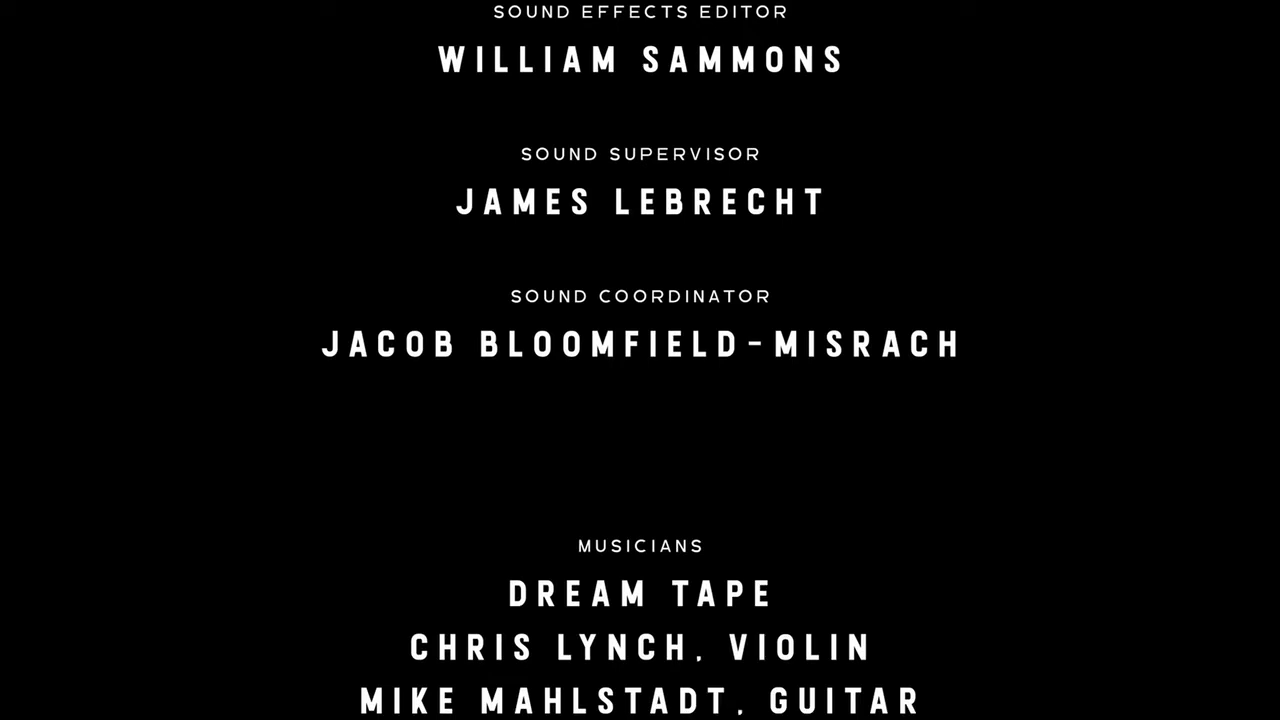 SOUND EFFECTS EDITOR
WILLIAM SAMMONS
SOUND SUPERVISOR
JAMES LEBRECHT
SOUND COORDINATOR
JACOB BLOOMFIELD-MISRACH
MUSICIANS
DREAM TAPE
CHRIS LYNCH, VIOLIN
MIKE MAHLSTADT, GUITAR